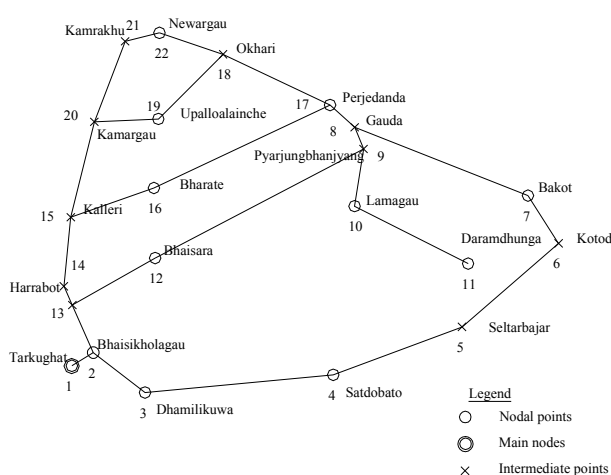 21
Kamrakhu
Newargau
22
Okhari
18
20
Kamargau
19
Upalloalainche
17
Perjedanda
8
Gauda
Pyarjungbhanjyang
9
Bharate
16
Bakot
7
15
Kalleri
Lamagau
10
Daramdhunga
11
Kotod
6
14
Harrabot
13
Bhaisara
12
Seltarbajar
5
Tarkughat
1
Bhaisikholagau
2
3
Dhamilikuwa
4
Satdobato
Legend
Nodal points
Main nodes
Intermediate points